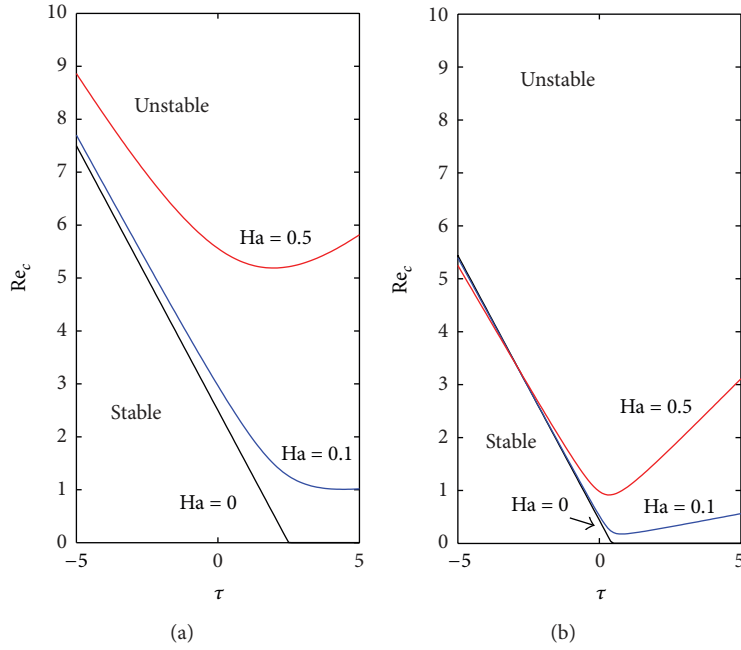 10
9
8
7
6
5
4
3
2
1
0
Re_c
Unstable
Ha = 0.5
Stable
Ha = 0.1
Ha = 0
−5
0
5
τ
(a)
10
9
8
7
6
5
4
3
2
1
0
Re_c
Unstable
Ha = 0.5
Stable
Ha = 0
Ha = 0.1
−5
0
5
τ
(b)